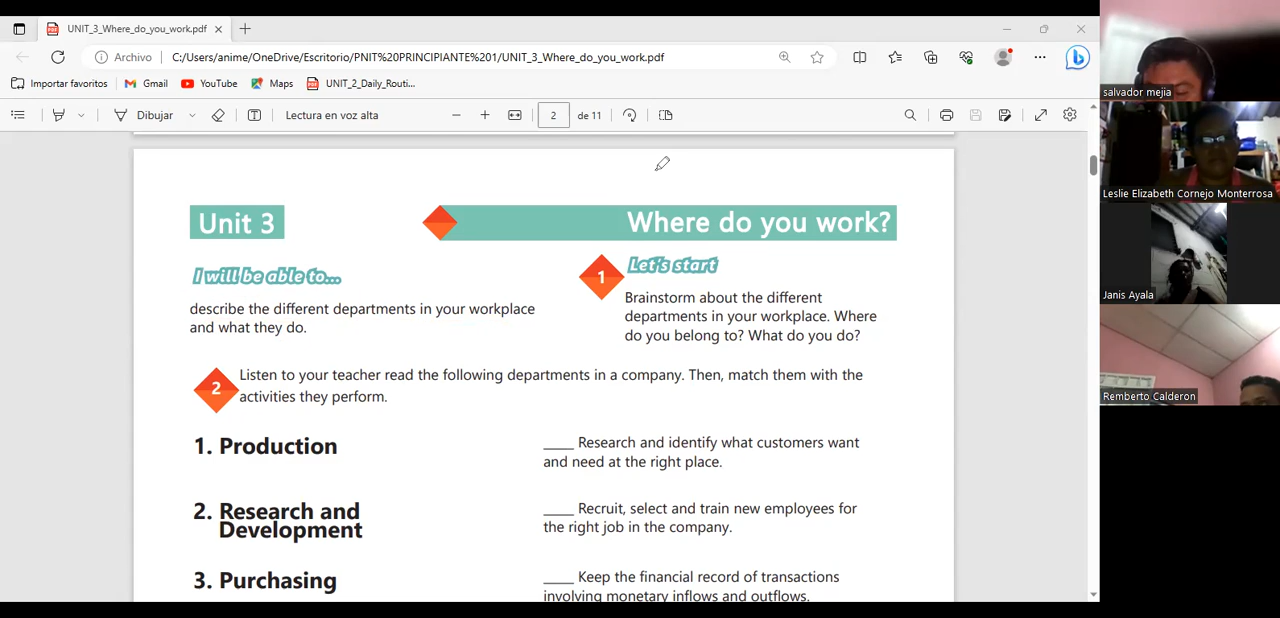 UNIT_3_Where do you work.pdf
Archivo C:/Users/anime/OneDrive/Escritorio/PNIT%20PRINCIPIANTE%201/UNIT_3_Where_do_you_work.pdf
Importar favoritos Gmail YouTube Maps UNIT_2_Daily_Routi...
Dibujar Lectura en voz alta 2 de 11
Unit 3
Where do you work?
I will be able to...
describe the different departments in your workplace
and what they do.
1
Let's start
Brainstorm about the different
departments in your workplace. Where
do you belong to? What do you do?
2
Listen to your teacher read the following departments in a company. Then, match them with the
activities they perform.
1. Production
____ Research and identify what customers want
and need at the right place.
2. Research and
Development
____ Recruit, select and train new employees for
the right job in the company.
3. Purchasing
____ Keep the financial record of transactions
involving monetary inflows and outflows.
salvador mejia
Leslie Elizabeth Cornejo Monterrosa
Janis Ayala
Remberto Calderon